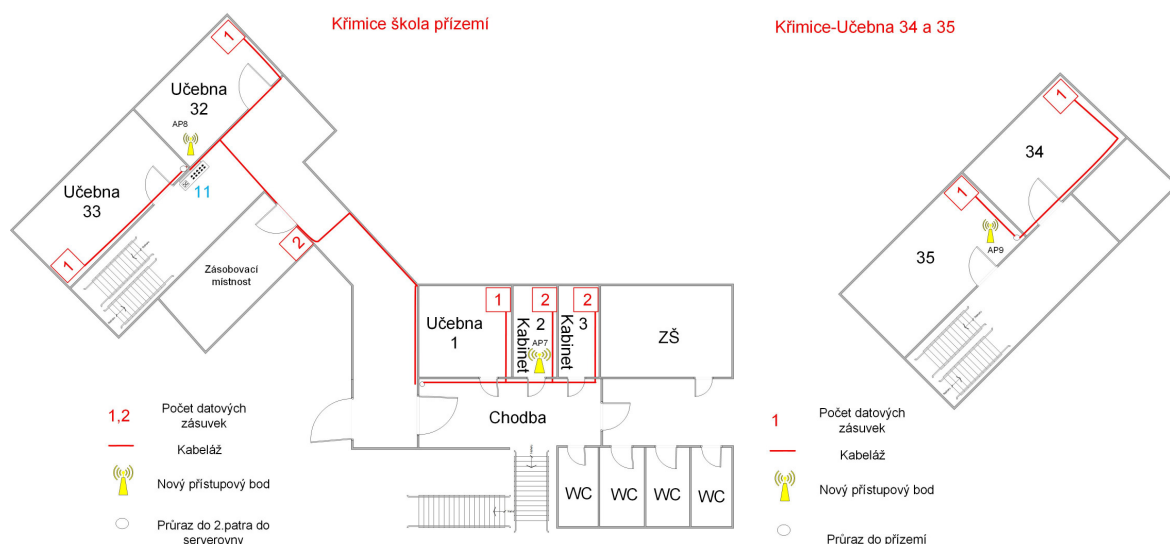 Křimice škola přízemí
Křimice-Učebna 34 a 35
1
Učebna
32
AP8
Učebna
33
11
1
2
Zásobovací
místnost
1
2
2
Učebna
1
Kabinet
2
AP7
Kabinet
3
ZŠ
Chodba
WC
WC
WC
WC
1,2
Počet datových
zásuvek
Kabeláž
Nový přístupový bod
Průraz do 2.patra do
serverovny
1
34
1
35
AP9
1
Počet datových
zásuvek
Kabeláž
Nový přístupový bod
Průraz do přízemí